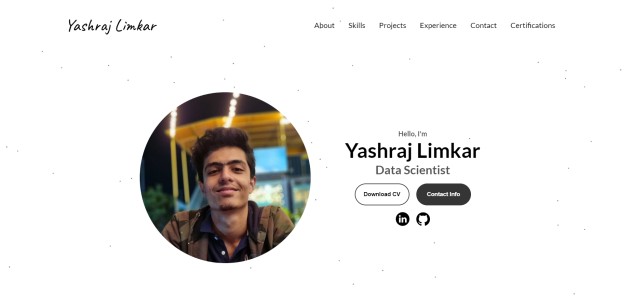 Yashraj Limkar
About Skills Projects Experience Contact Certifications
Hello, I'm
Yashraj Limkar
Data Scientist
Download CV Contact Info